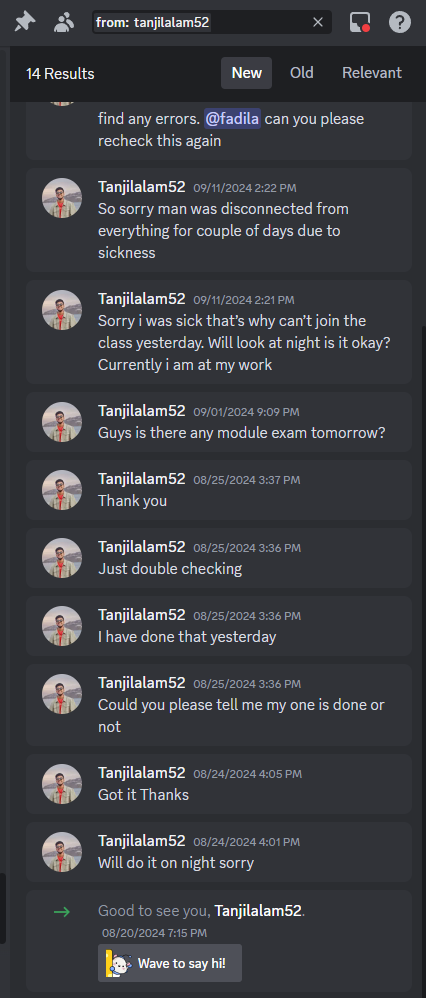 from: tanjilalam52
14 Results
New
Old
Relevant
find any errors. @fadila can you please
recheck this again
Tanjilalam52 09/11/2024 2:22 PM
So sorry man was disconnected from
everything for couple of days due to
sickness
Tanjilalam52 09/11/2024 2:21 PM
Sorry i was sick that's why can't join the
class yesterday. Will look at night is it okay?
Currently i am at my work
Tanjilalam52 09/01/2024 9:09 PM
Guys is there any module exam tomorrow?
Tanjilalam52 08/25/2024 3:37 PM
Thank you
Tanjilalam52 08/25/2024 3:36 PM
Just double checking
Tanjilalam52 08/25/2024 3:36 PM
I have done that yesterday
Tanjilalam52 08/25/2024 3:36 PM
Could you please tell me my one is done or
not
Tanjilalam52 08/24/2024 4:05 PM
Got it Thanks
Tanjilalam52 08/24/2024 4:01 PM
Will do it on night sorry
Good to see you, Tanjilalam52.
08/20/2024 7:15 PM
Wave to say hi!